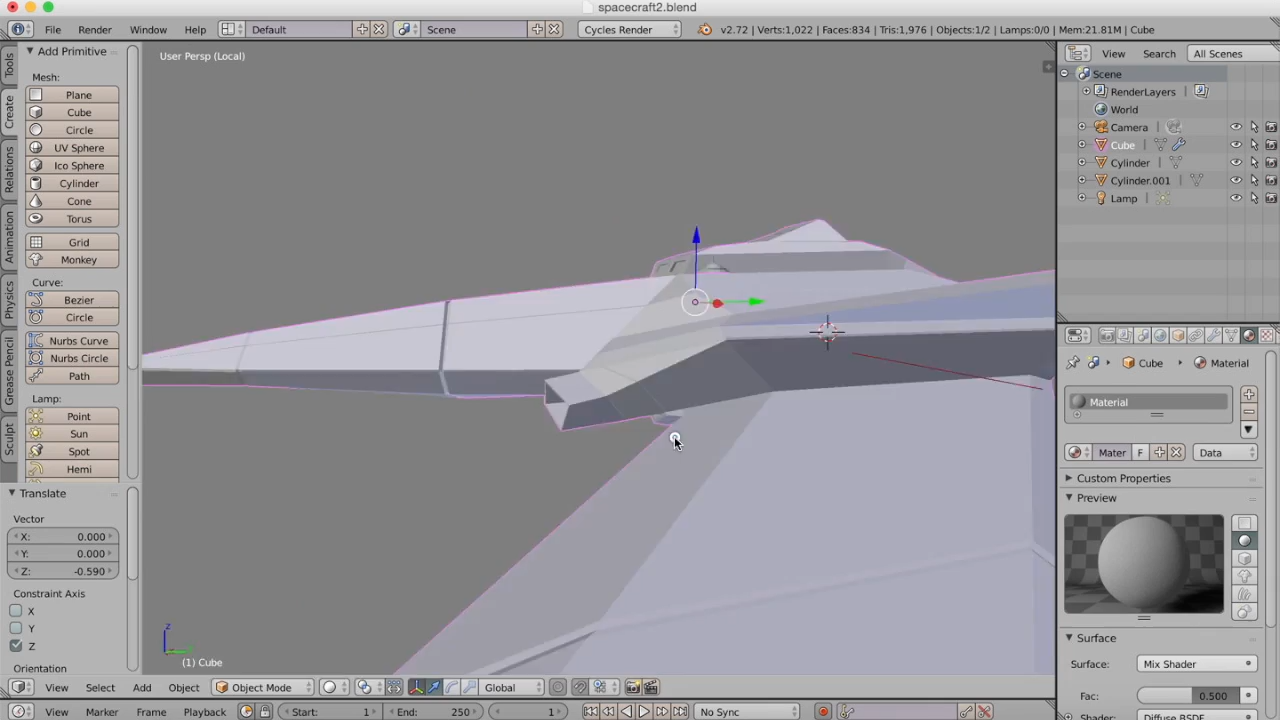 spacecraft2.blend
File Render Window Help Default Scene Cycles Render v2.72 | Verts:1,022 | Faces:834 | Tris:1,976 | Objects:1/2 | Lamps:0/0 | Mem:21.81M | Cube
Tools
Create
Relations
Animation
Physics
Grease Pencil
Sculpt
Add Primitive
Mesh:
Plane
Cube
Circle
UV Sphere
Ico Sphere
Cylinder
Cone
Torus
Grid
Monkey
Curve:
Bezier
Circle
Nurbs Curve
Nurbs Circle
Path
Lamp:
Point
Sun
Spot
Hemi
Translate
Vector
X: 0.000
Y: 0.000
Z: -0.590
Constraint Axis
X
Y
Z
Orientation
User Persp (Local)
z
(1) Cube
View Select Add Object Object Mode Global
View Marker Frame Playback Start: 1 End: 250 1 No Sync
View Search All Scenes
Scene
RenderLayers
World
Camera
Cube
Cylinder
Cylinder.001
Lamp
Cube Material
Material
Mater F Data
Custom Properties
Preview
Surface
Surface: Mix Shader
Fac: 0.500
Shader Diffuse BSDF